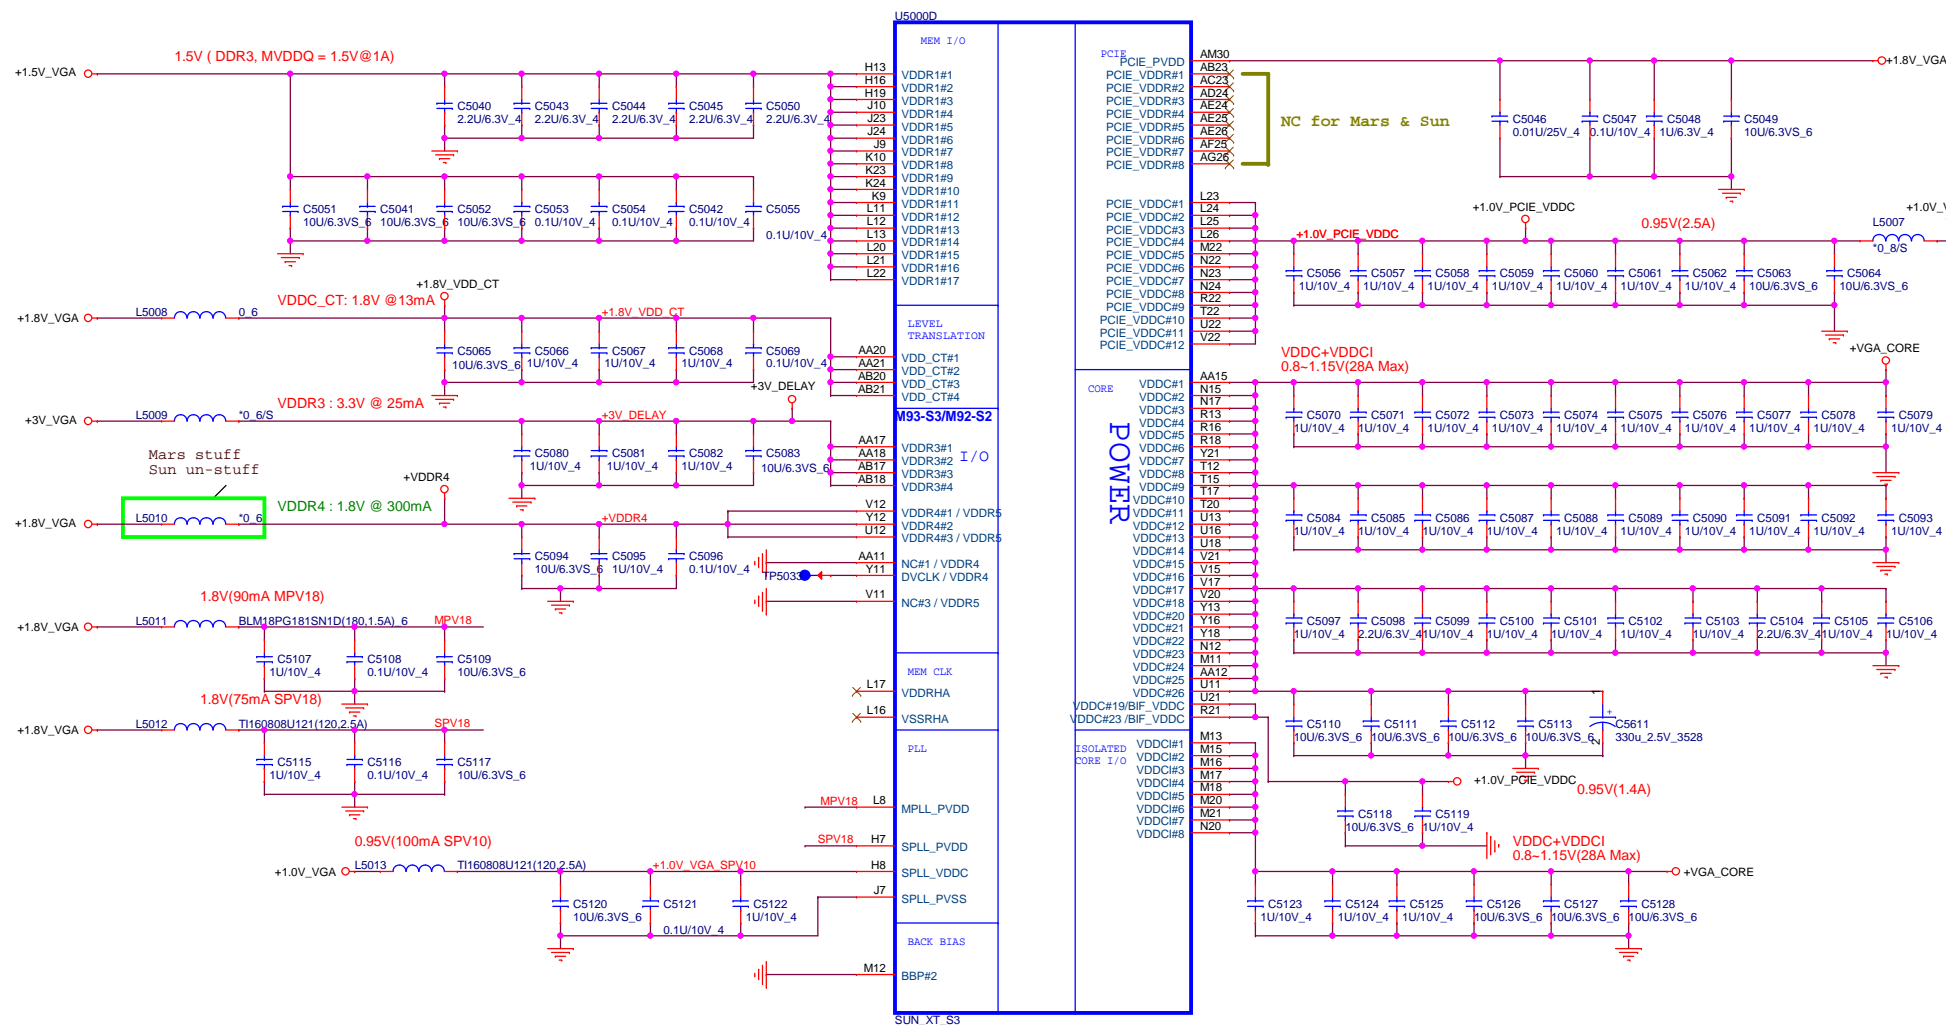 U5000D
MEM I/O
1.5V ( DDR3, MVDDQ = 1.5V@1A)
+1.5V_VGA
C5040
2.2U/6.3V_4
C5043
2.2U/6.3V_4
C5044
2.2U/6.3V_4
C5045
2.2U/6.3V_4
C5050
2.2U/6.3V_4
C5051
10U/6.3VS_6
C5041
10U/6.3VS_6
C5052
10U/6.3VS_6
C5053
0.1U/10V_4
C5054
0.1U/10V_4
C5042
0.1U/10V_4
C5055
0.1U/10V_4
H13 VDDR1#1
H16 VDDR1#2
H19 VDDR1#3
J10 VDDR1#4
J23 VDDR1#5
J24 VDDR1#6
J9 VDDR1#7
K10 VDDR1#8
K23 VDDR1#9
K24 VDDR1#10
K9 VDDR1#11
L11 VDDR1#12
L12 VDDR1#13
L13 VDDR1#14
L20 VDDR1#15
L21 VDDR1#16
L22 VDDR1#17
+1.8V_VDD_CT
VDDC_CT: 1.8V @13mA
+1.8V_VGA
L5008
0_6
+1.8V_VDD_CT
C5065
10U/6.3VS_6
C5066
1U/10V_4
C5067
1U/10V_4
C5068
1U/10V_4
C5069
0.1U/10V_4
LEVEL
TRANSLATION
AA20 VDD_CT#1
AA21 VDD_CT#2
AB20 VDD_CT#3
AB21 VDD_CT#4
+3V_DELAY
VDDR3 : 3.3V @ 25mA
+3V_VGA
L5009
*0_6/S
+3V_DELAY
M93-S3/M92-S2
C5080
1U/10V_4
C5081
1U/10V_4
C5082
1U/10V_4
C5083
10U/6.3VS_6
I/O
AA17 VDDR3#1
AA18 VDDR3#2
AB17 VDDR3#3
AB18 VDDR3#4
Mars stuff
Sun un-stuff
+VDDR4
VDDR4 : 1.8V @ 300mA
+1.8V_VGA
L5010
*0_6
+VDDR4
C5094
10U/6.3VS_6
C5095
1U/10V_4
C5096
0.1U/10V_4
V12 VDDR4#1 / VDDR5
Y12 VDDR4#2
U12 VDDR4#3 / VDDR5
AA11 NC#1 / VDDR4
TP5033
Y11 DVCLK / VDDR4
V11 NC#3 / VDDR5
1.8V(90mA MPV18)
+1.8V_VGA
L5011
BLM18PG181SN1D(180,1.5A)_6
MPV18
C5107
1U/10V_4
C5108
0.1U/10V_4
C5109
10U/6.3VS_6
1.8V(75mA SPV18)
+1.8V_VGA
L5012
TI160808U121(120,2.5A)
SPV18
C5115
1U/10V_4
C5116
0.1U/10V_4
C5117
10U/6.3VS_6
MEM CLK
L17 VDDRHA
L16 VSSRHA
PLL
MPV18 L8 MPLL_PVDD
SPV18 H7 SPLL_PVDD
0.95V(100mA SPV10)
+1.0V_VGA
L5013
TI160808U121(120,2.5A)
+1.0V_VGA_SPV10
H8 SPLL_VDDC
J7 SPLL_PVSS
C5120
10U/6.3VS_6
C5121
0.1U/10V_4
C5122
1U/10V_4
BACK BIAS
M12 BBP#2
SUN_XT_S3
POWER
PCIE
PCIE_PVDD AM30
PCIE_VDDR#1 AB23
PCIE_VDDR#2 AC23
PCIE_VDDR#3 AD24
PCIE_VDDR#4 AE24
PCIE_VDDR#5 AE25
PCIE_VDDR#6 AE26
PCIE_VDDR#7 AF25
PCIE_VDDR#8 AG26
NC for Mars & Sun
+1.8V_VGA
C5046
0.01U/25V_4
C5047
0.1U/10V_4
C5048
1U/6.3V_4
C5049
10U/6.3VS_6
PCIE_VDDC#1 L23
PCIE_VDDC#2 L24
PCIE_VDDC#3 L25
PCIE_VDDC#4 L26
PCIE_VDDC#5 M22
PCIE_VDDC#6 N22
PCIE_VDDC#7 N23
PCIE_VDDC#8 N24
PCIE_VDDC#9 R22
PCIE_VDDC#10 T22
PCIE_VDDC#11 U22
PCIE_VDDC#12 V22
+1.0V_PCIE_VDDC
+1.0V_PCIE_VDDC
0.95V(2.5A)
L5007
*0_8/S
+1.0V_V
C5056
1U/10V_4
C5057
1U/10V_4
C5058
1U/10V_4
C5059
1U/10V_4
C5060
1U/10V_4
C5061
1U/10V_4
C5062
1U/10V_4
C5063
10U/6.3VS_6
C5064
10U/6.3VS_6
VDDC+VDDCI
0.8~1.15V(28A Max)
+VGA_CORE
CORE
VDDC#1 AA15
VDDC#2 N15
VDDC#3 N17
VDDC#4 R13
VDDC#5 R16
VDDC#6 R18
VDDC#7 Y21
VDDC#8 T12
VDDC#9 T15
VDDC#10 T17
VDDC#11 T20
VDDC#12 U13
VDDC#13 U16
VDDC#14 U18
VDDC#15 V21
VDDC#16 V15
VDDC#17 V17
VDDC#18 V20
VDDC#20 Y13
VDDC#21 Y16
VDDC#22 Y18
VDDC#23 N12
VDDC#24 M11
VDDC#25 AA12
VDDC#26 U11
VDDC#19/BIF_VDDC U21
VDDC#23 /BIF_VDDC R21
C5070
1U/10V_4
C5071
1U/10V_4
C5072
1U/10V_4
C5073
1U/10V_4
C5074
1U/10V_4
C5075
1U/10V_4
C5076
1U/10V_4
C5077
1U/10V_4
C5078
1U/10V_4
C5079
1U/10V_4
C5084
1U/10V_4
C5085
1U/10V_4
C5086
1U/10V_4
C5087
1U/10V_4
C5088
1U/10V_4
C5089
1U/10V_4
C5090
1U/10V_4
C5091
1U/10V_4
C5092
1U/10V_4
C5093
1U/10V_4
C5097
1U/10V_4
C5098
2.2U/6.3V_4
C5099
1U/10V_4
C5100
1U/10V_4
C5101
1U/10V_4
C5102
1U/10V_4
C5103
1U/10V_4
C5104
2.2U/6.3V_4
C5105
1U/10V_4
C5106
1U/10V_4
C5110
10U/6.3VS_6
C5111
10U/6.3VS_6
C5112
10U/6.3VS_6
C5113
10U/6.3VS_6
1
+
2
C5611
330u_2.5V_3528
ISOLATED
CORE I/O
VDDCI#1 M13
VDDCI#2 M15
VDDCI#3 M16
VDDCI#4 M17
VDDCI#5 M18
VDDCI#6 M20
VDDCI#7 M21
VDDCI#8 N20
+1.0V_PCIE_VDDC
0.95V(1.4A)
C5118
10U/6.3VS_6
C5119
1U/10V_4
VDDC+VDDCI
0.8~1.15V(28A Max)
+VGA_CORE
C5123
1U/10V_4
C5124
1U/10V_4
C5125
1U/10V_4
C5126
10U/6.3VS_6
C5127
10U/6.3VS_6
C5128
10U/6.3VS_6